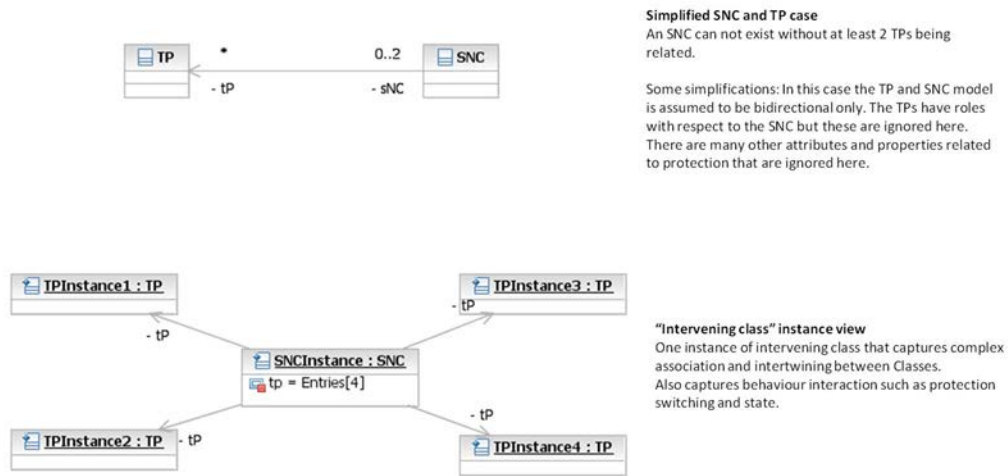 Simplified SNC and TP case
An SNC can not exist without at least 2 TPs being
related.
Some simplifications: In this case the TP and SNC model
is assumed to be bidirectional only. The TPs have roles
with respect to the SNC but these are ignored here.
There are many other attributes and properties related
to protection that are ignored here.
TP
*
0..2
SNC
- tP
- sNC
TPInstance1 : TP
TPInstance3 : TP
- tP
- tP
SNCInstance : SNC
tp = Entries[4]
- tP
- tP
TPInstance2 : TP
TPInstance4 : TP
“Intervening class” instance view
One instance of intervening class that captures complex
association and intertwining between Classes.
Also captures behaviour interaction such as protection
switching and state.